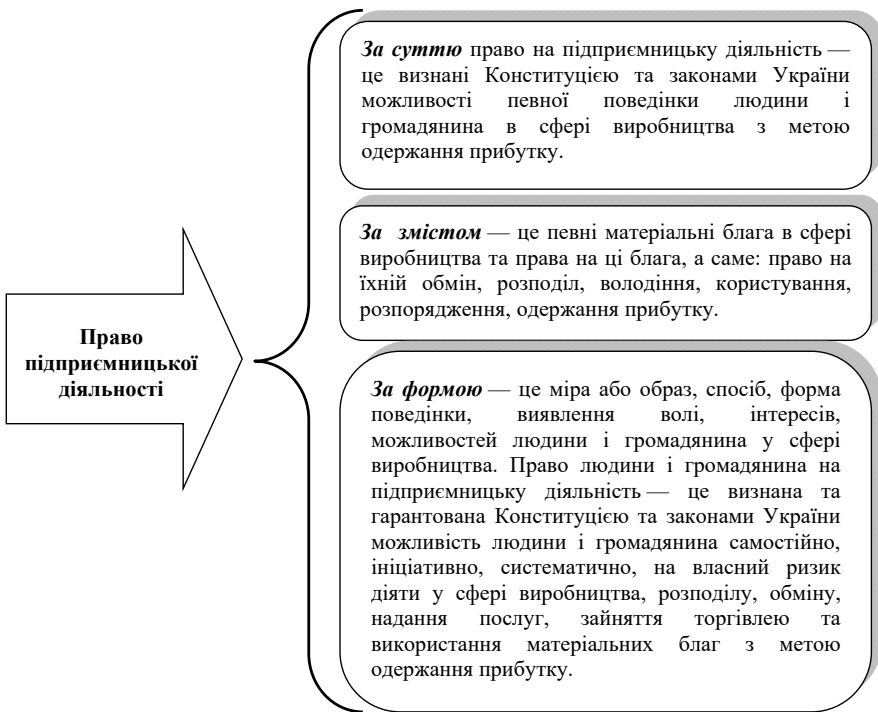 Право
підприємницької
діяльності
За суттю право на підприємницьку діяльність —
це визнані Конституцією та законами України
можливості певної поведінки людини і
громадянина в сфері виробництва з метою
одержання прибутку.
За змістом — це певні матеріальні блага в сфері
виробництва та права на ці блага, а саме: право на
їхній обмін, розподіл, володіння, користування,
розпорядження, одержання прибутку.
За формою — це міра або образ, спосіб, форма
поведінки, виявлення волі, інтересів,
можливостей людини і громадянина у сфері
виробництва. Право людини і громадянина на
підприємницьку діяльність — це визнана та
гарантована Конституцією та законами України
можливість людини і громадянина самостійно,
ініціативно, систематично, на власний ризик
діяти у сфері виробництва, розподілу, обміну,
надання послуг, зайняття торгівлею та
використання матеріальних благ з метою
одержання прибутку.